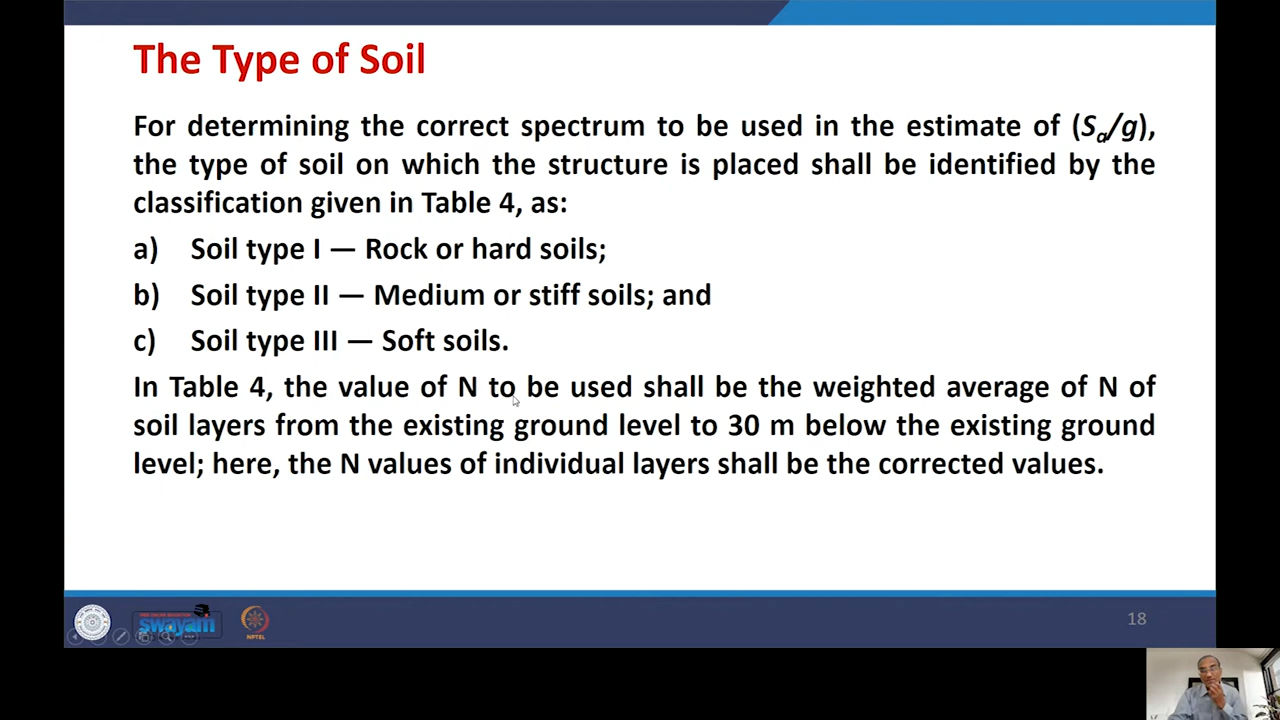 The Type of Soil
For determining the correct spectrum to be used in the estimate of (Sa/g),
the type of soil on which the structure is placed shall be identified by the
classification given in Table 4, as:
a) Soil type I — Rock or hard soils;
b) Soil type II — Medium or stiff soils; and
c) Soil type III — Soft soils.
In Table 4, the value of N to be used shall be the weighted average of N of
soil layers from the existing ground level to 30 m below the existing ground
level; here, the N values of individual layers shall be the corrected values.
swayam
NPTEL
18